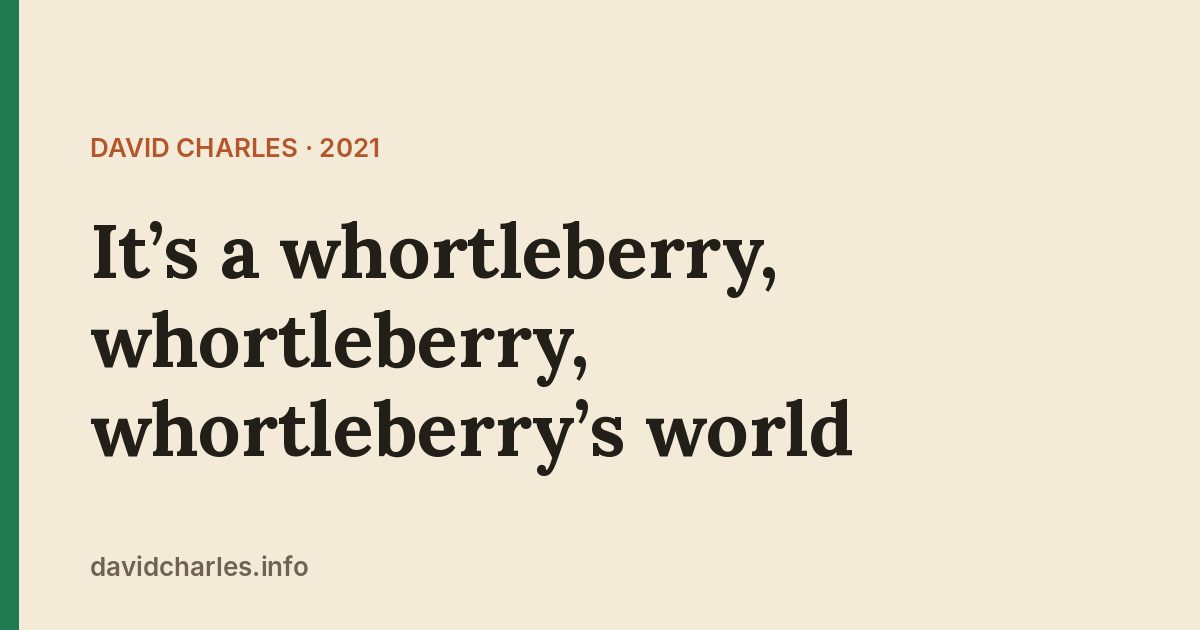 DAVID CHARLES · 2021
It’s a whortleberry,
whortleberry,
whortleberry’s world
davidcharles.info